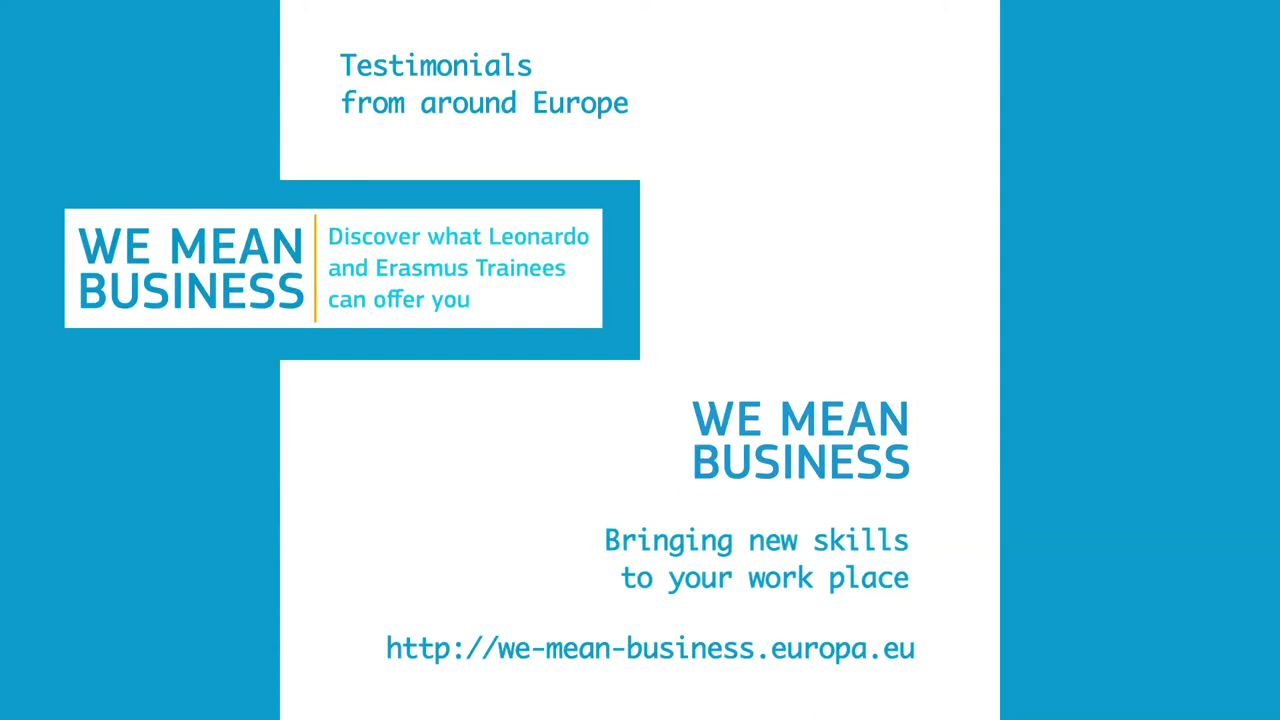 Testimonials
from around Europe
WE MEAN
BUSINESS
Discover what Leonardo
and Erasmus Trainees
can offer you
WE MEAN
BUSINESS
Bringing new skills
to your work place
http://we-mean-business.europa.eu